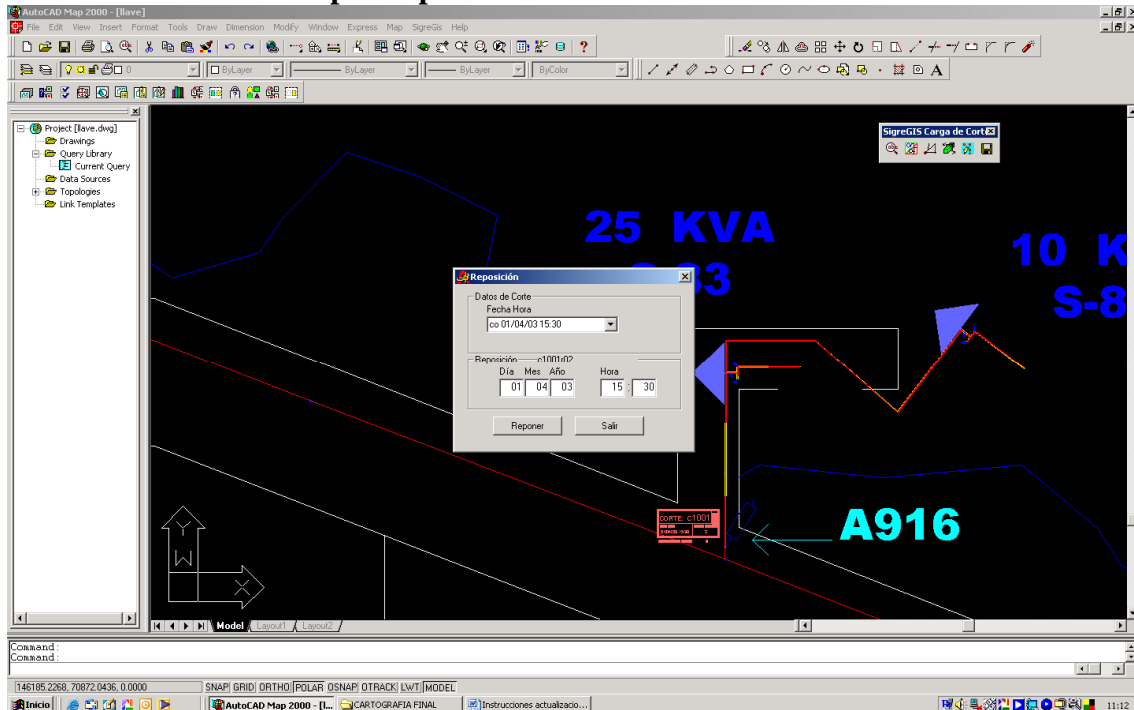 AutoCAD Map 2000 - [llave]
File Edit View Insert Format Tools Draw Dimension Modify Window Express Map SigreGis Help
0 ByLayer ByLayer ByLayer ByColor
Project [llave.dwg]
Drawings
Query Library
Current Query
Data Sources
Topologies
Link Templates
SigreGIS Carga de Corte
25 KVA
10 K
S-8
33
Reposición
Datos de Corte
Fecha Hora
co 01/04/03 15:30
Reposición c1001r02
Día Mes Año Hora
01 04 03 15 : 30
Reponer Salir
CORTE: c1001
A916
Y
W
X
Model Layout1 Layout2
Command:
Command:
146185.2268, 70872.0436, 0.0000 SNAP GRID ORTHO POLAR OSNAP OTRACK LWT MODEL
Inicio AutoCAD Map 2000 - [l... CARTOGRAFIA FINAL Instrucciones actualizacio... 11:12